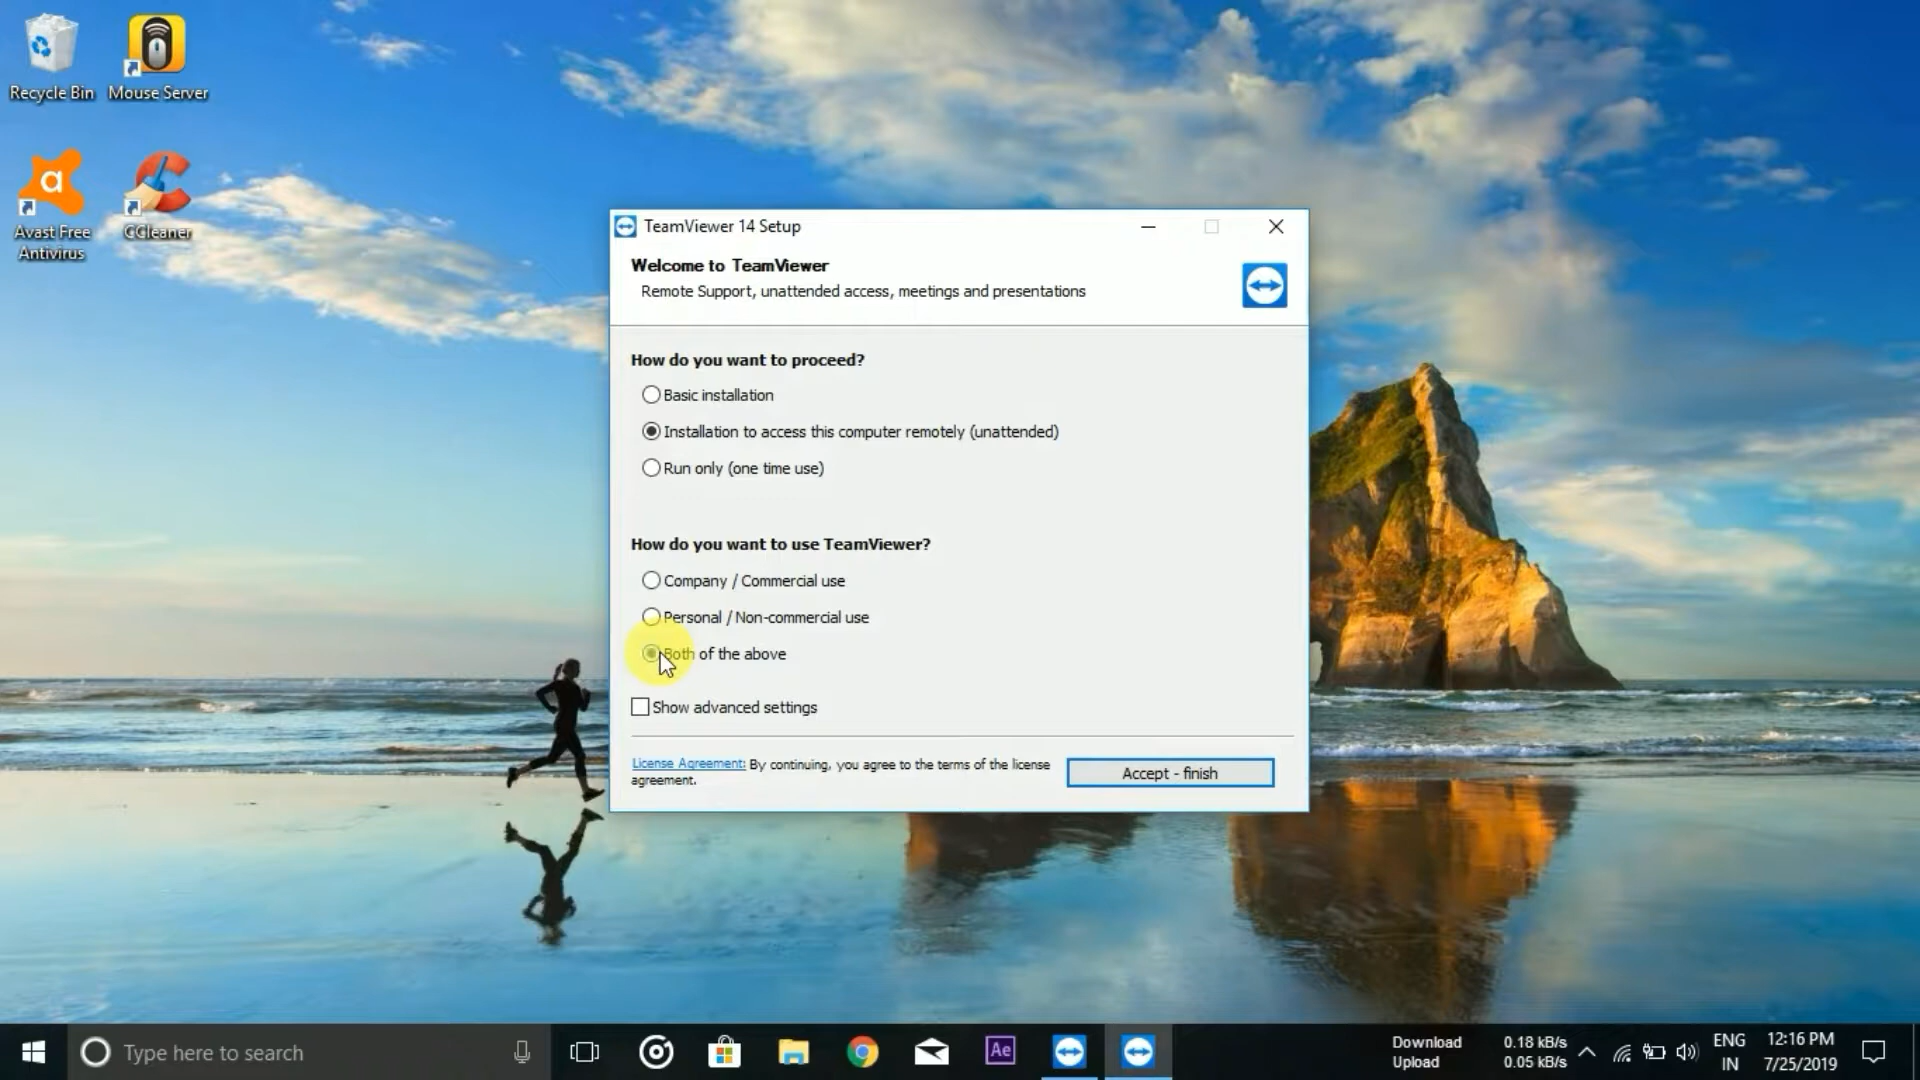 Recycle Bin
Mouse Server
Avast Free
Antivirus
CCleaner
TeamViewer 14 Setup
Welcome to TeamViewer
Remote Support, unattended access, meetings and presentations
How do you want to proceed?
Basic installation
Installation to access this computer remotely (unattended)
Run only (one time use)
How do you want to use TeamViewer?
Company / Commercial use
Personal / Non-commercial use
Both of the above
Show advanced settings
License Agreement: By continuing, you agree to the terms of the license
agreement.
Accept - finish
Type here to search
Ae
Download 0.18 kB/s
Upload 0.05 kB/s
ENG
IN
12:16 PM
7/25/2019